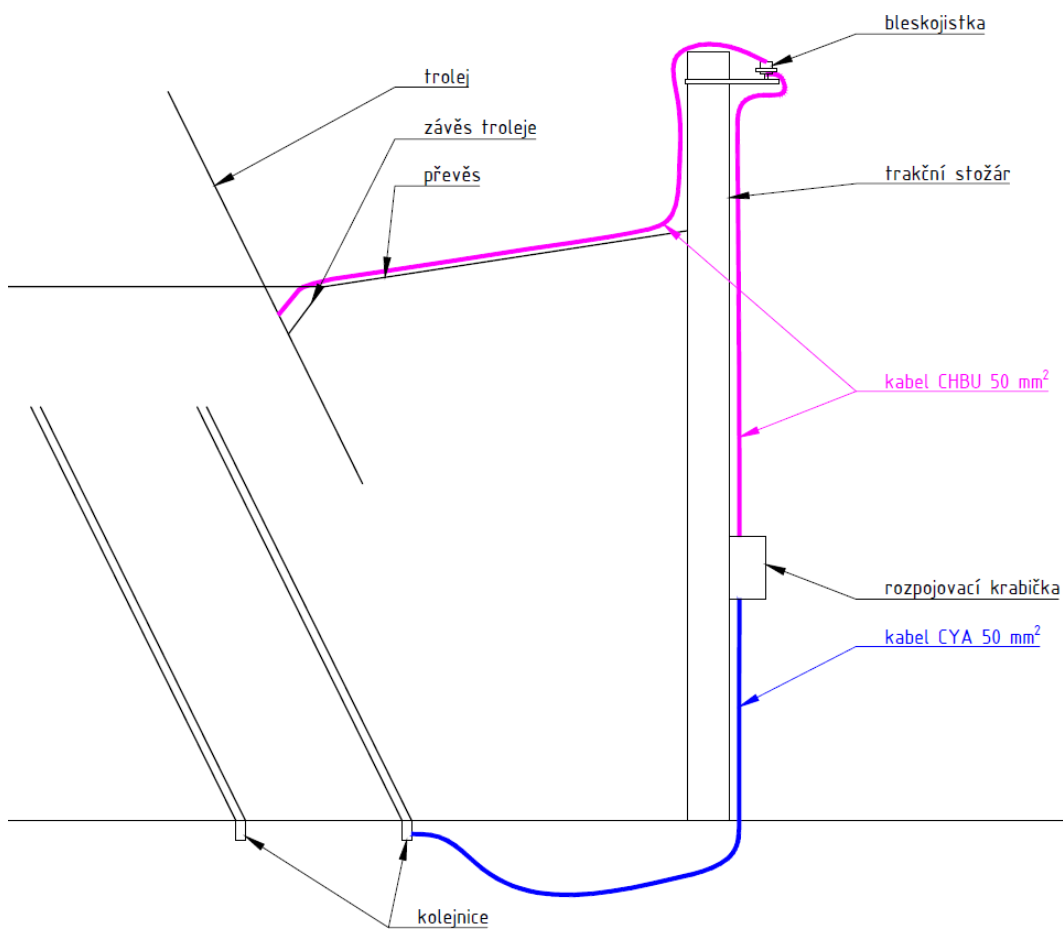 bleskojistka
trolej
závěs troleje
převěs
trakční stožár
kabel CHBU 50 mm²
rozpojovací krabička
kabel CYA 50 mm²
kolejnice